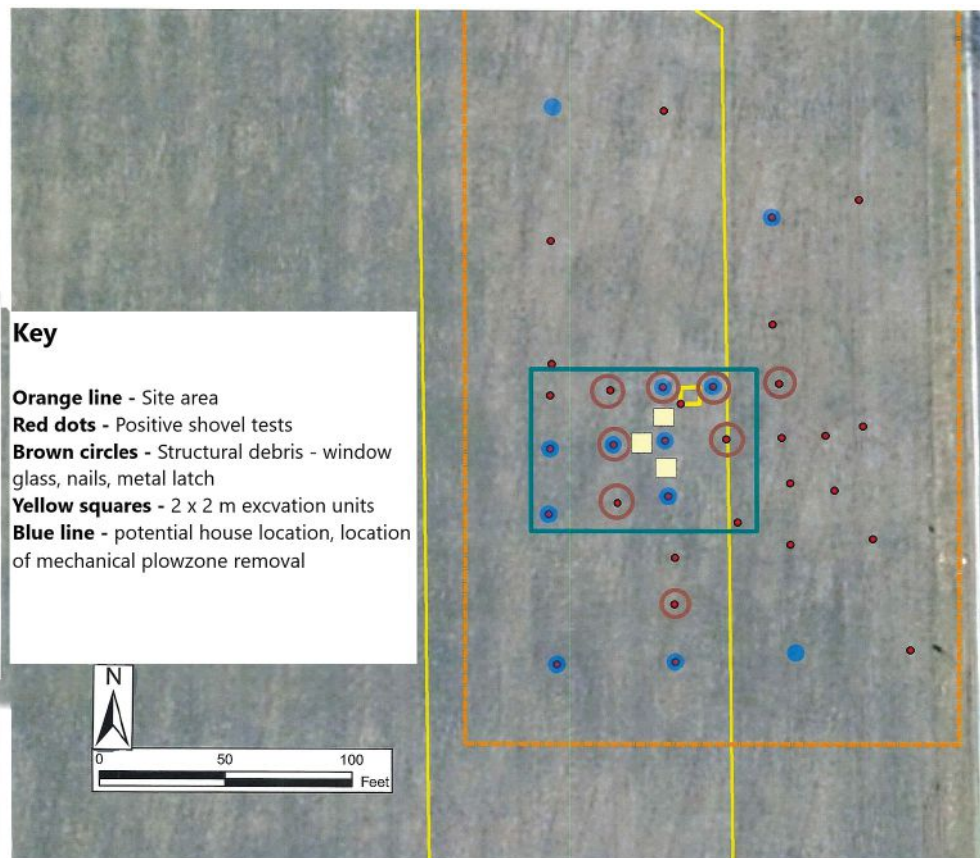 Key
Orange line - Site area
Red dots - Positive shovel tests
Brown circles - Structural debris - window
glass, nails, metal latch
Yellow squares - 2 x 2 m excvation units
Blue line - potential house location, location
of mechanical plowzone removal
N
0 50 100
Feet